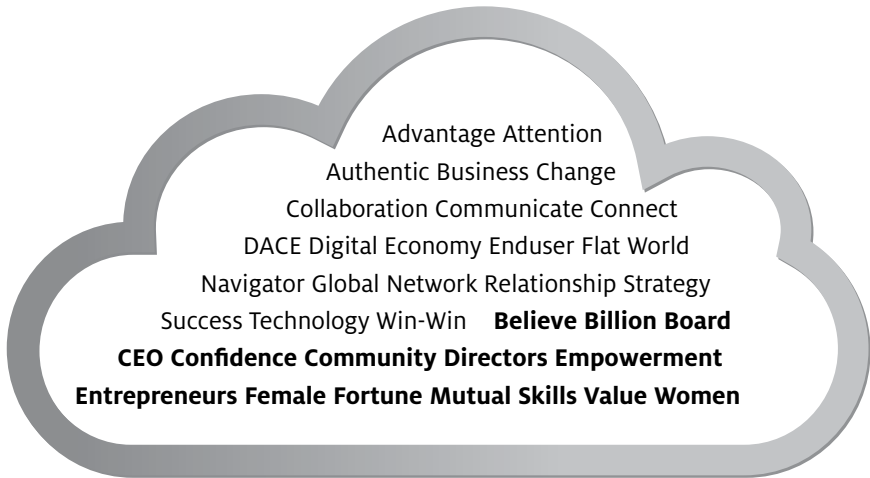 Advantage Attention
Authentic Business Change
Collaboration Communicate Connect
DACE Digital Economy Enduser Flat World
Navigator Global Network Relationship Strategy
Success Technology Win-Win Believe Billion Board
CEO Confidence Community Directors Empowerment
Entrepreneurs Female Fortune Mutual Skills Value Women